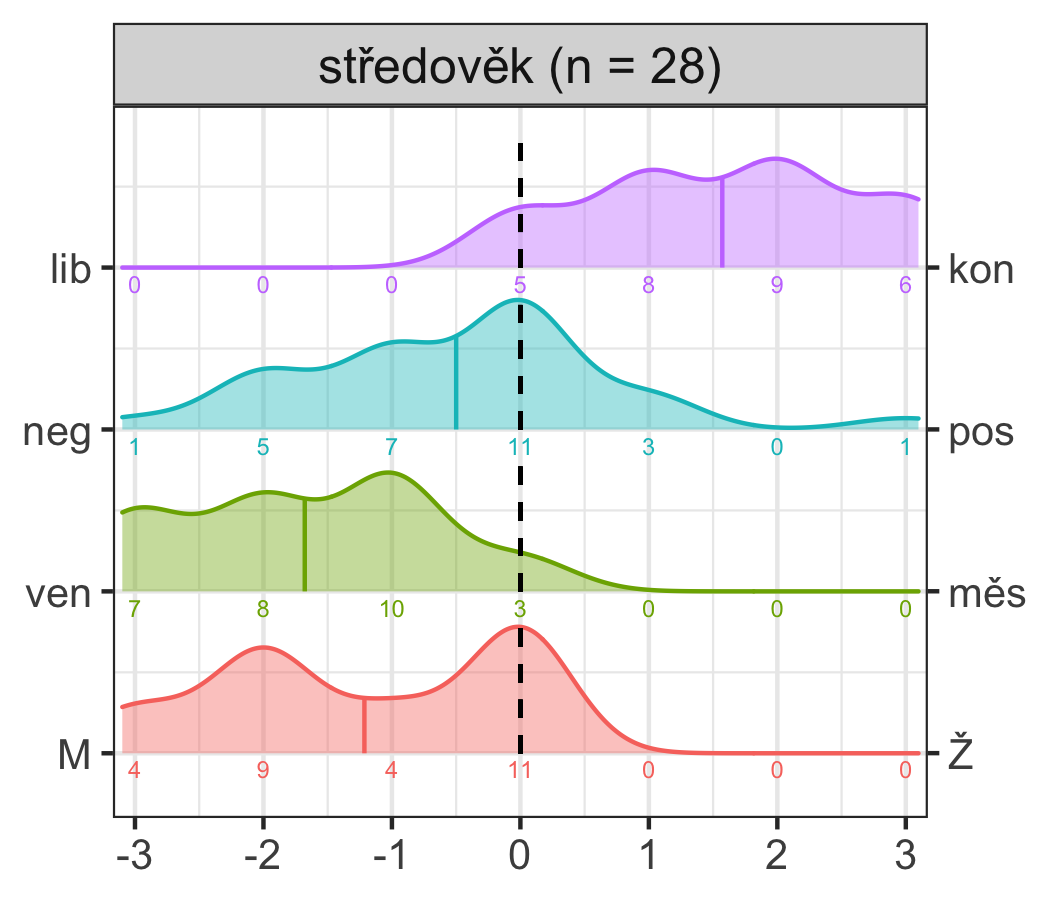 středověk (n = 28)
lib kon
0 0 0 5 8 9 6
neg pos
1 5 7 11 3 0 1
ven měs
7 8 10 3 0 0 0
M Ž
4 9 4 11 0 0 0
-3 -2 -1 0 1 2 3